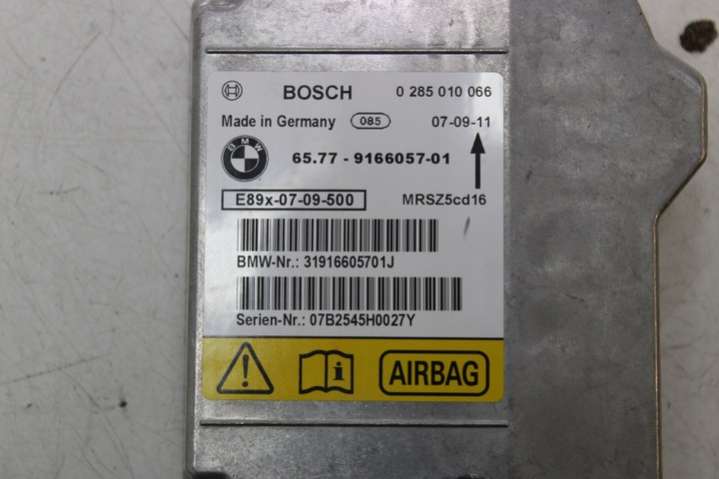 BOSCH 0 285 010 066
Made in Germany 085 07-09-11
BMW 65.77 - 9166057-01
E89x-07-09-500 MRSZ5cd16
BMW-Nr.: 31916605701J
Serien-Nr.: 07B2545H0027Y
! i AIRBAG